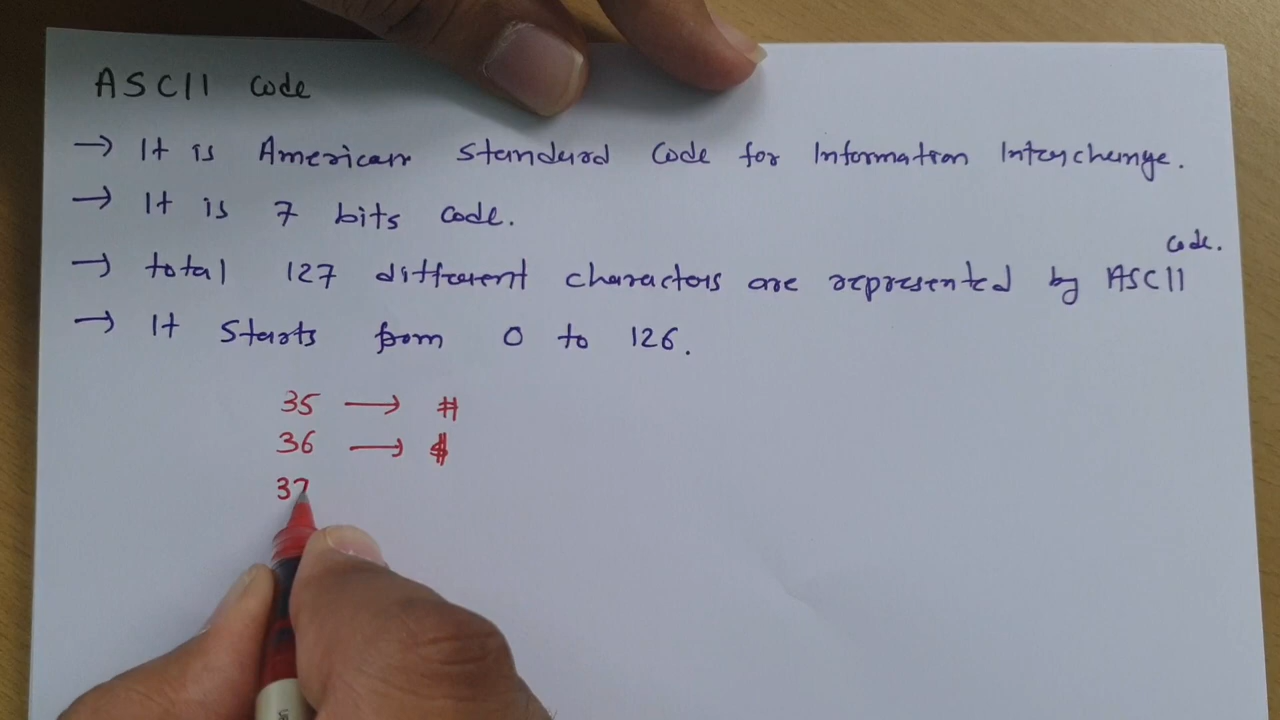 ASCII Code
→ It is American Standard Code for Information Interchange.
→ It is 7 bits code.
→ total 127 different charactors are represented by ASCII code.
→ It starts from 0 to 126.
35 → #
36 → $
37